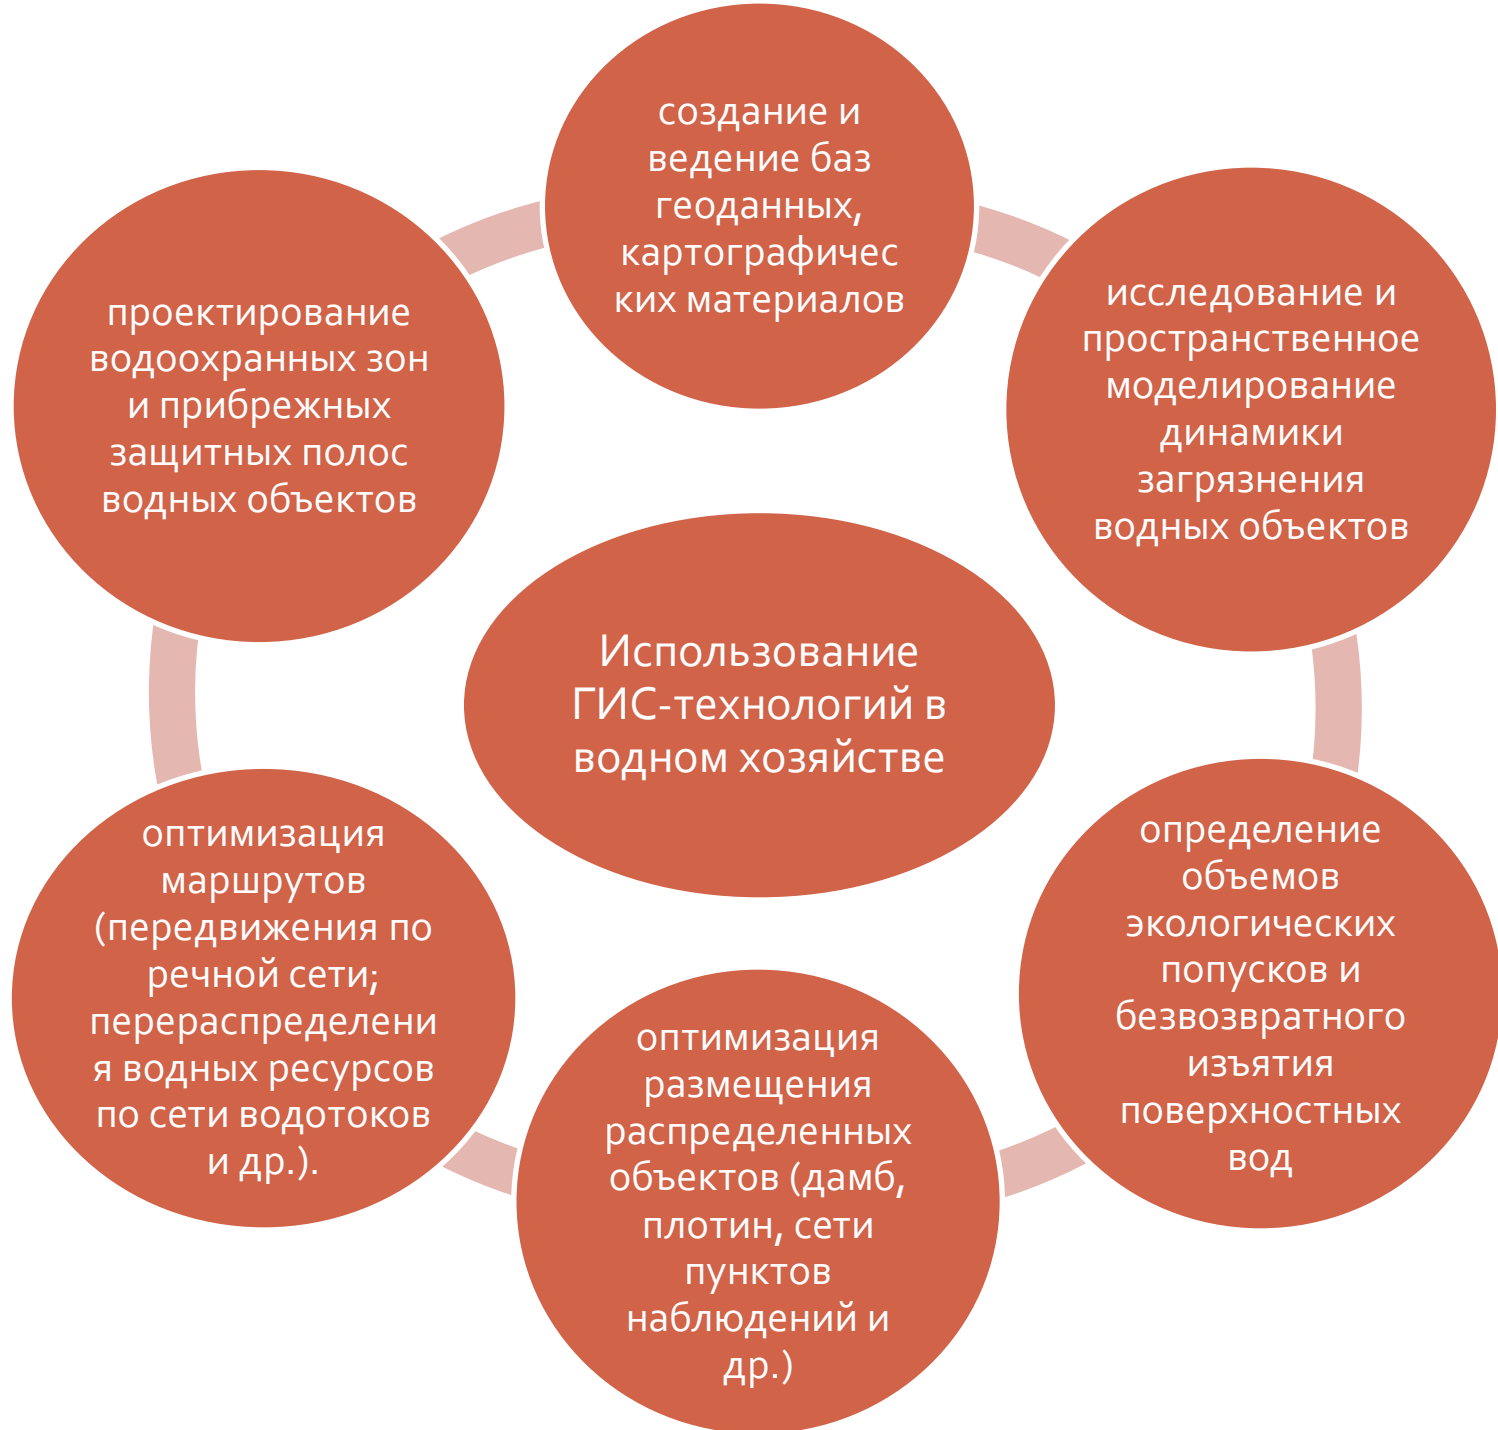 создание и
ведение баз
геоданных,
картографичес
ких материалов
исследование и
пространственное
моделирование
динамики
загрязнения
водных объектов
определение
объемов
экологических
попусков и
безвозвратного
изъятия
поверхностных
вод
оптимизация
размещения
распределенных
объектов (дамб,
плотин, сети
пунктов
наблюдений и
др.)
оптимизация
маршрутов
(передвижения по
речной сети;
перераспределени
я водных ресурсов
по сети водотоков
и др.).
проектирование
водоохранных зон
и прибрежных
защитных полос
водных объектов
Использование
ГИС-технологий в
водном хозяйстве